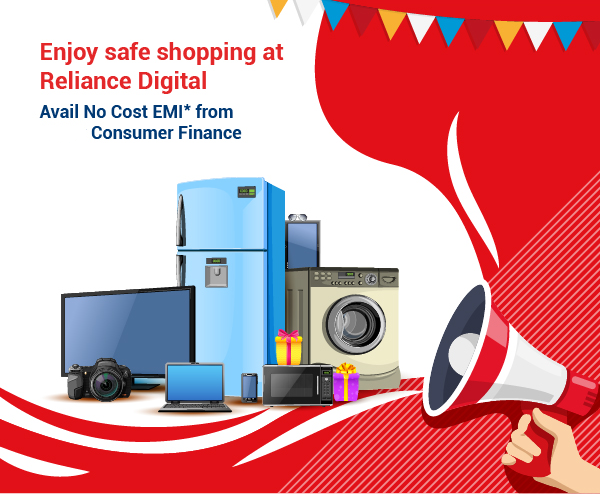 Enjoy safe shopping at
Reliance Digital
Avail No Cost EMI* from
Consumer Finance